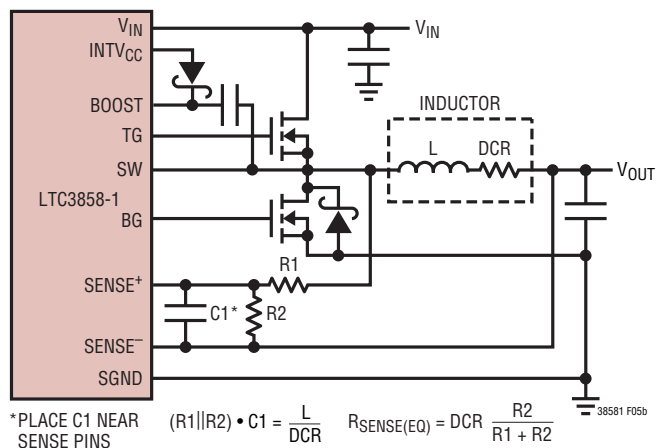 V_IN
V_IN
INTV_CC
BOOST
INDUCTOR
TG
L
DCR
SW
V_OUT
LTC3858-1
BG
R1
SENSE⁺
C1*
R2
SENSE⁻
SGND
38581 F05b
*PLACE C1 NEAR
SENSE PINS
(R1||R2) • C1 = L/DCR
R_SENSE(EQ) = DCR R2/(R1 + R2)